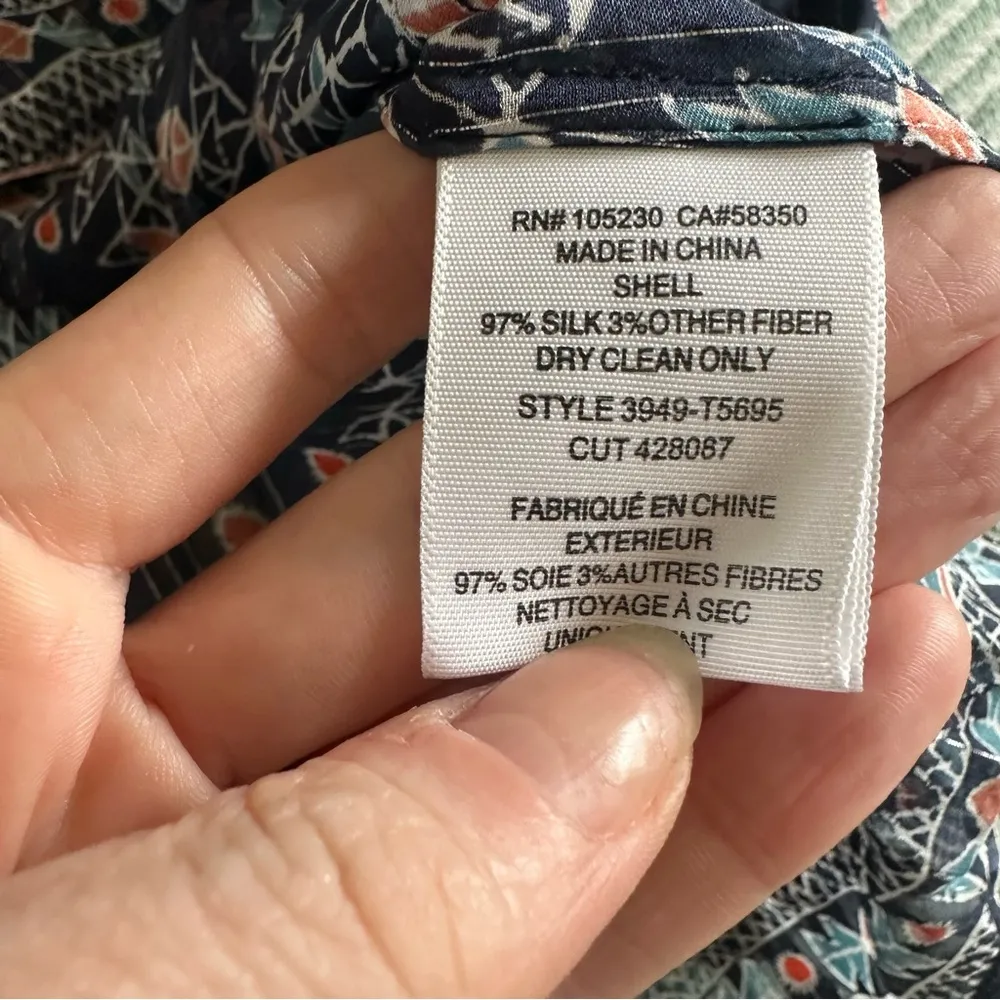 RN# 105230 CA#58350
MADE IN CHINA
SHELL
97% SILK 3%OTHER FIBER
DRY CLEAN ONLY
STYLE 3949-T5695
CUT 428087
FABRIQUÉ EN CHINE
EXTERIEUR
97% SOIE 3%AUTRES FIBRES
NETTOYAGE À SEC